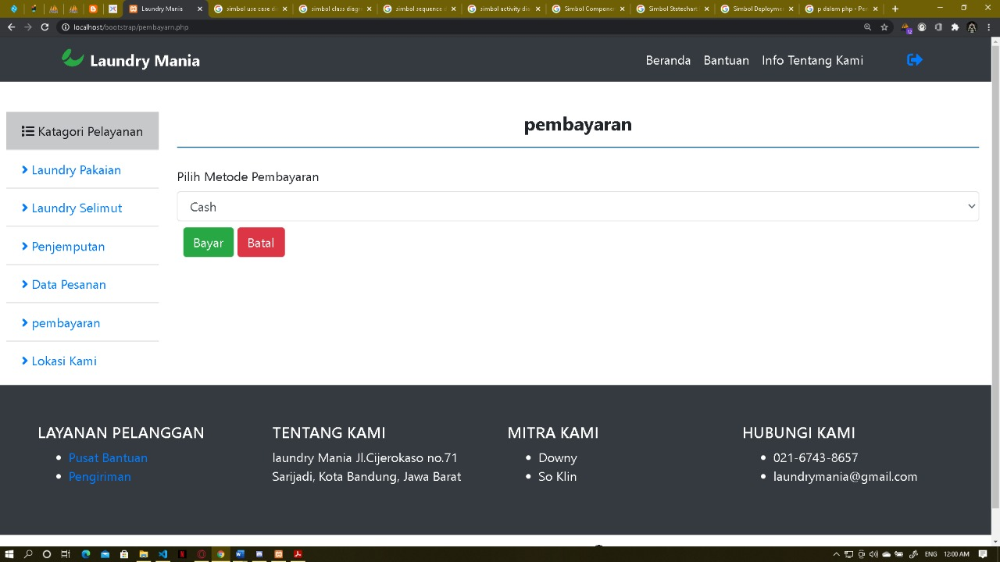 Laundry Mania
simbol use case di
simbol class diagr
simbol sequence d
simbol activity dia
Simbol Componen
Simbol Statechart
Simbol Deployme
p dalam php - Pen
localhost/bootstrap/pembayarn.php
12
Laundry Mania
Beranda Bantuan Info Tentang Kami
Katagori Pelayanan
Laundry Pakaian
Laundry Selimut
Penjemputan
Data Pesanan
pembayaran
Lokasi Kami
pembayaran
Pilih Metode Pembayaran
Cash
Bayar Batal
LAYANAN PELANGGAN
Pusat Bantuan
Pengiriman
TENTANG KAMI
laundry Mania Jl.Cijerokaso no.71
Sarijadi, Kota Bandung, Jawa Barat
MITRA KAMI
Downy
So Klin
HUBUNGI KAMI
021-6743-8657
laundrymania@gmail.com
ENG 12:00 AM